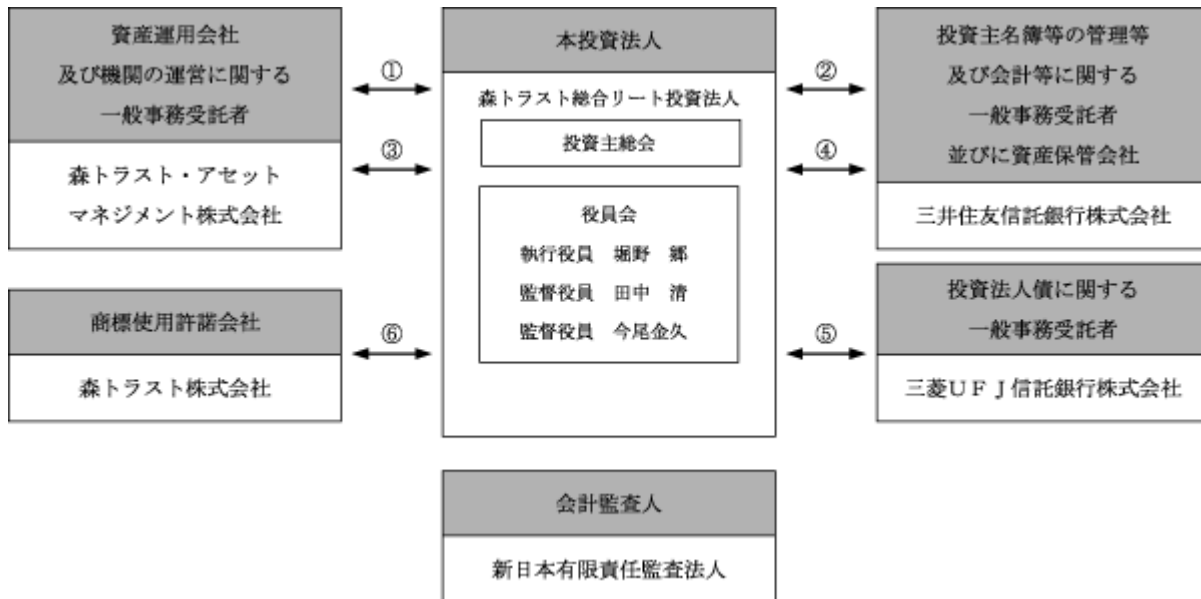 資産運用会社
及び機関の運営に関する
一般事務受託者
森トラスト・アセット
マネジメント株式会社
①
③
本投資法人
森トラスト総合リート投資法人
投資主総会
役員会
執行役員 堀野 郷
監督役員 田中 清
監督役員 今尾金久
②
④
投資主名簿等の管理等
及び会計等に関する
一般事務受託者
並びに資産保管会社
三井住友信託銀行株式会社
商標使用許諾会社
森トラスト株式会社
⑥
⑤
投資法人債に関する
一般事務受託者
三菱UFJ信託銀行株式会社
会計監査人
新日本有限責任監査法人